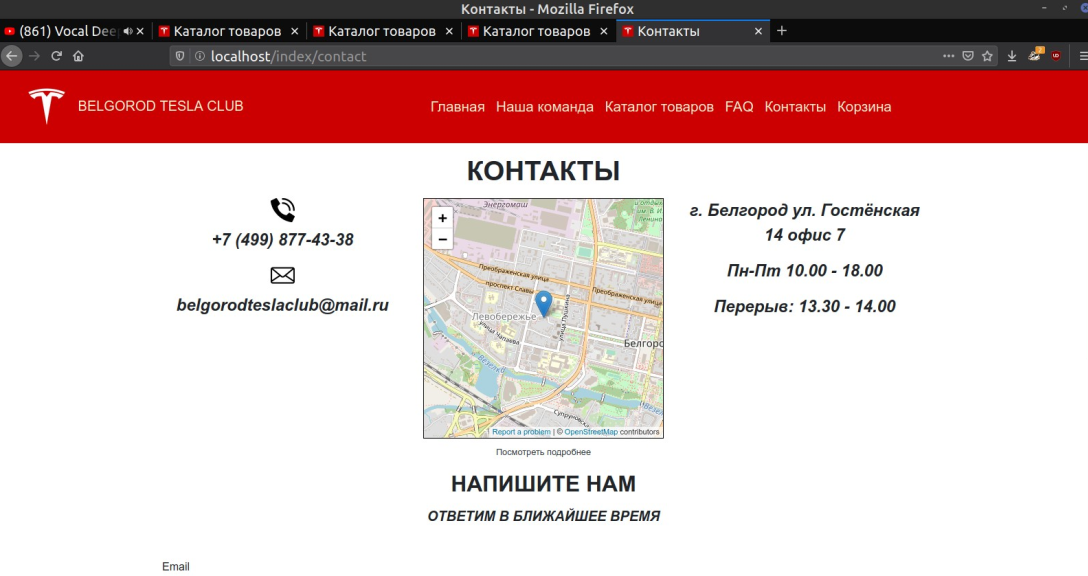 Контакты - Mozilla Firefox
(861) Vocal Dee
Каталог товаров
Каталог товаров
Каталог товаров
Контакты
localhost/index/contact
2
BELGOROD TESLA CLUB
Главная Наша команда Каталог товаров FAQ Контакты Корзина
КОНТАКТЫ
+7 (499) 877-43-38
belgorodteslaclub@mail.ru
+
−
Энергомаш
Преображенская улица
проспект Славы
Преображенская улица
Левобережье
улица Пушкина
улица Чапаева
Белгоро
Везелка
Супруновска
Report a problem | © OpenStreetMap contributors
Посмотреть подробнее
г. Белгород ул. Гостёнская
14 офис 7
Пн-Пт 10.00 - 18.00
Перерыв: 13.30 - 14.00
НАПИШИТЕ НАМ
ОТВЕТИМ В БЛИЖАЙШЕЕ ВРЕМЯ
Email